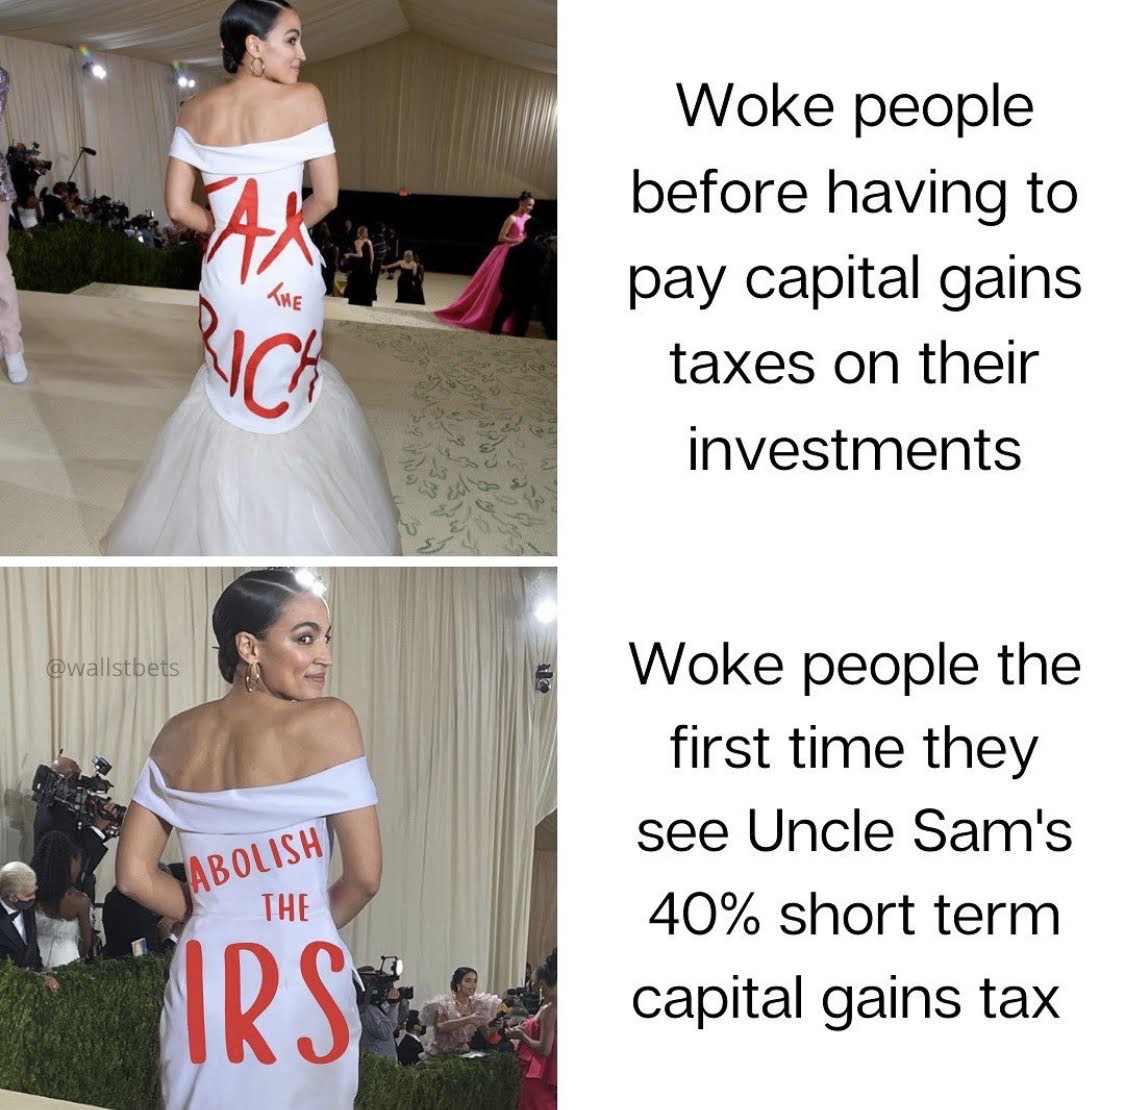 TAX
THE
RICH
Woke people
before having to
pay capital gains
taxes on their
investments
@wallstbets
ABOLISH
THE
IRS
Woke people the
first time they
see Uncle Sam's
40% short term
capital gains tax